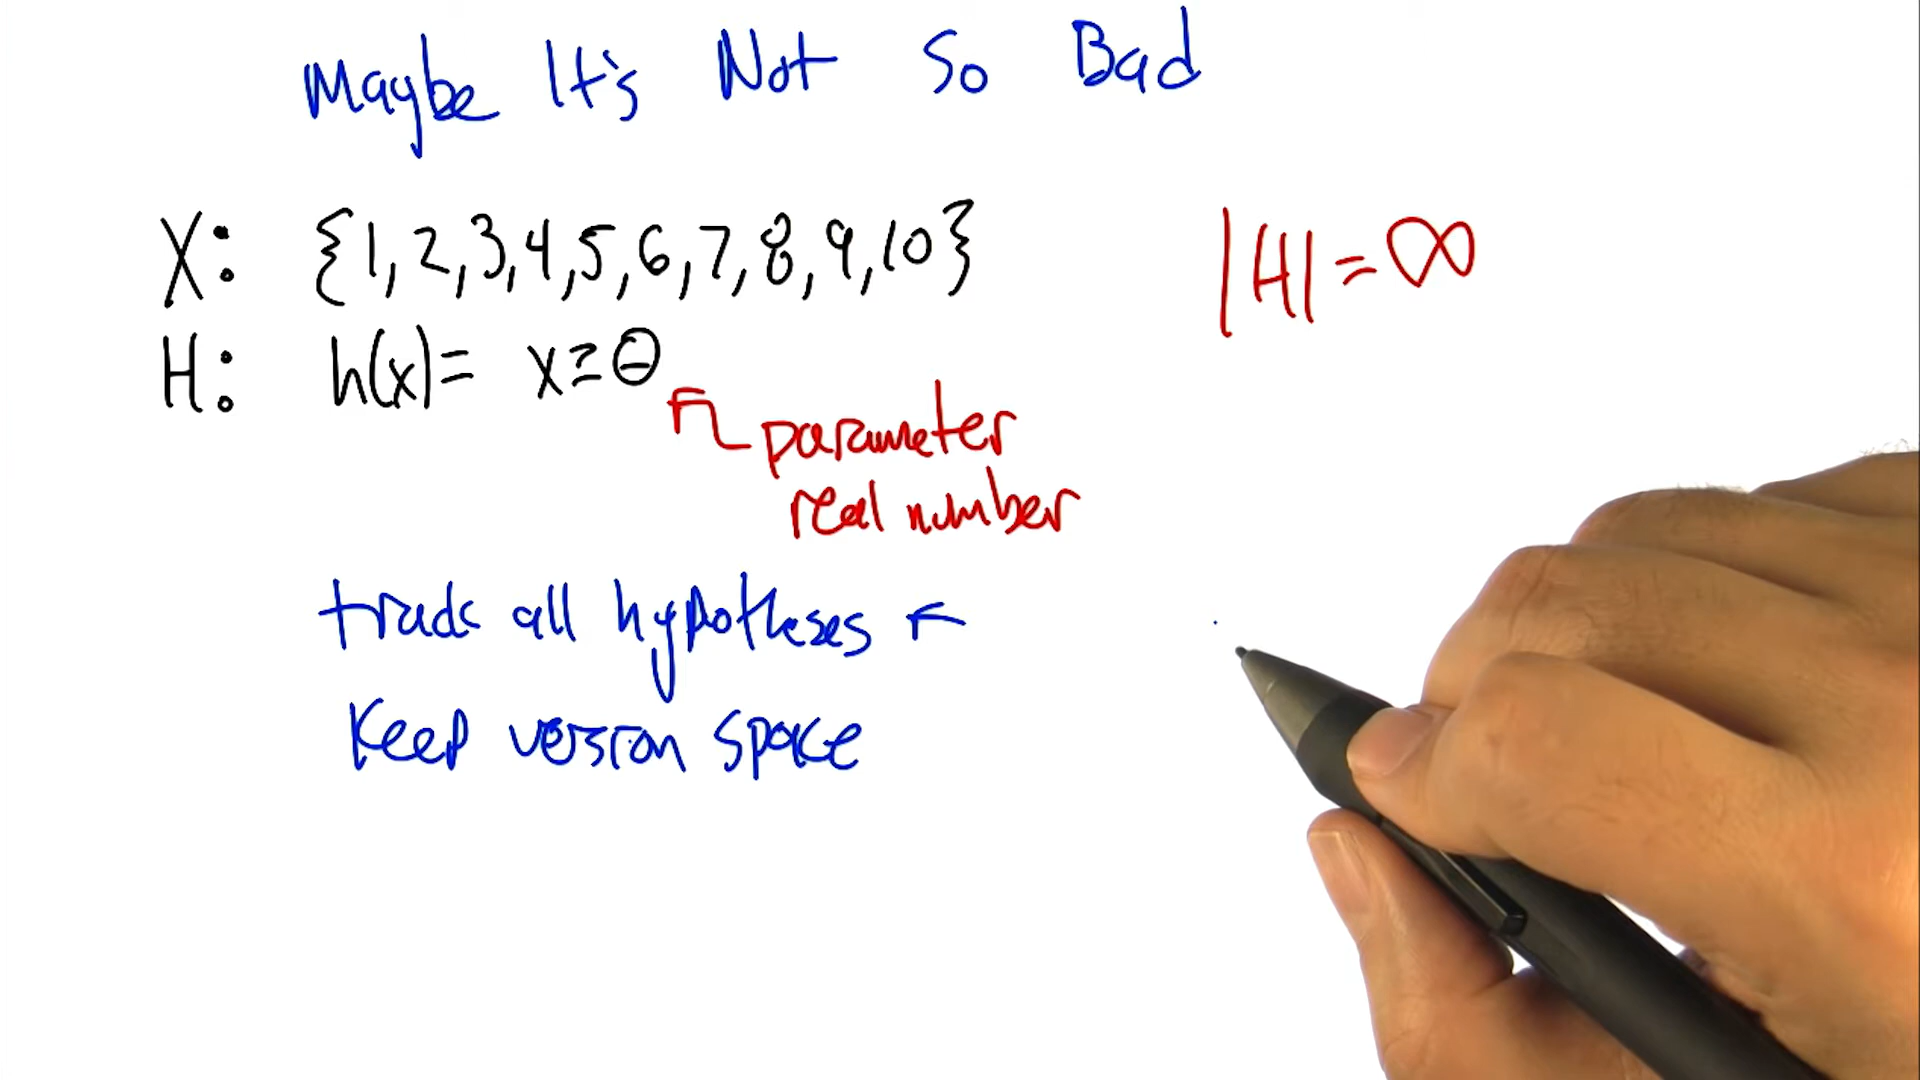 Maybe It's Not So Bad
X: {1,2,3,4,5,6,7,8,9,10}
|H|=∞
H: h(x)= x≥θ
parameter
real number
track all hypotheses
Keep version space